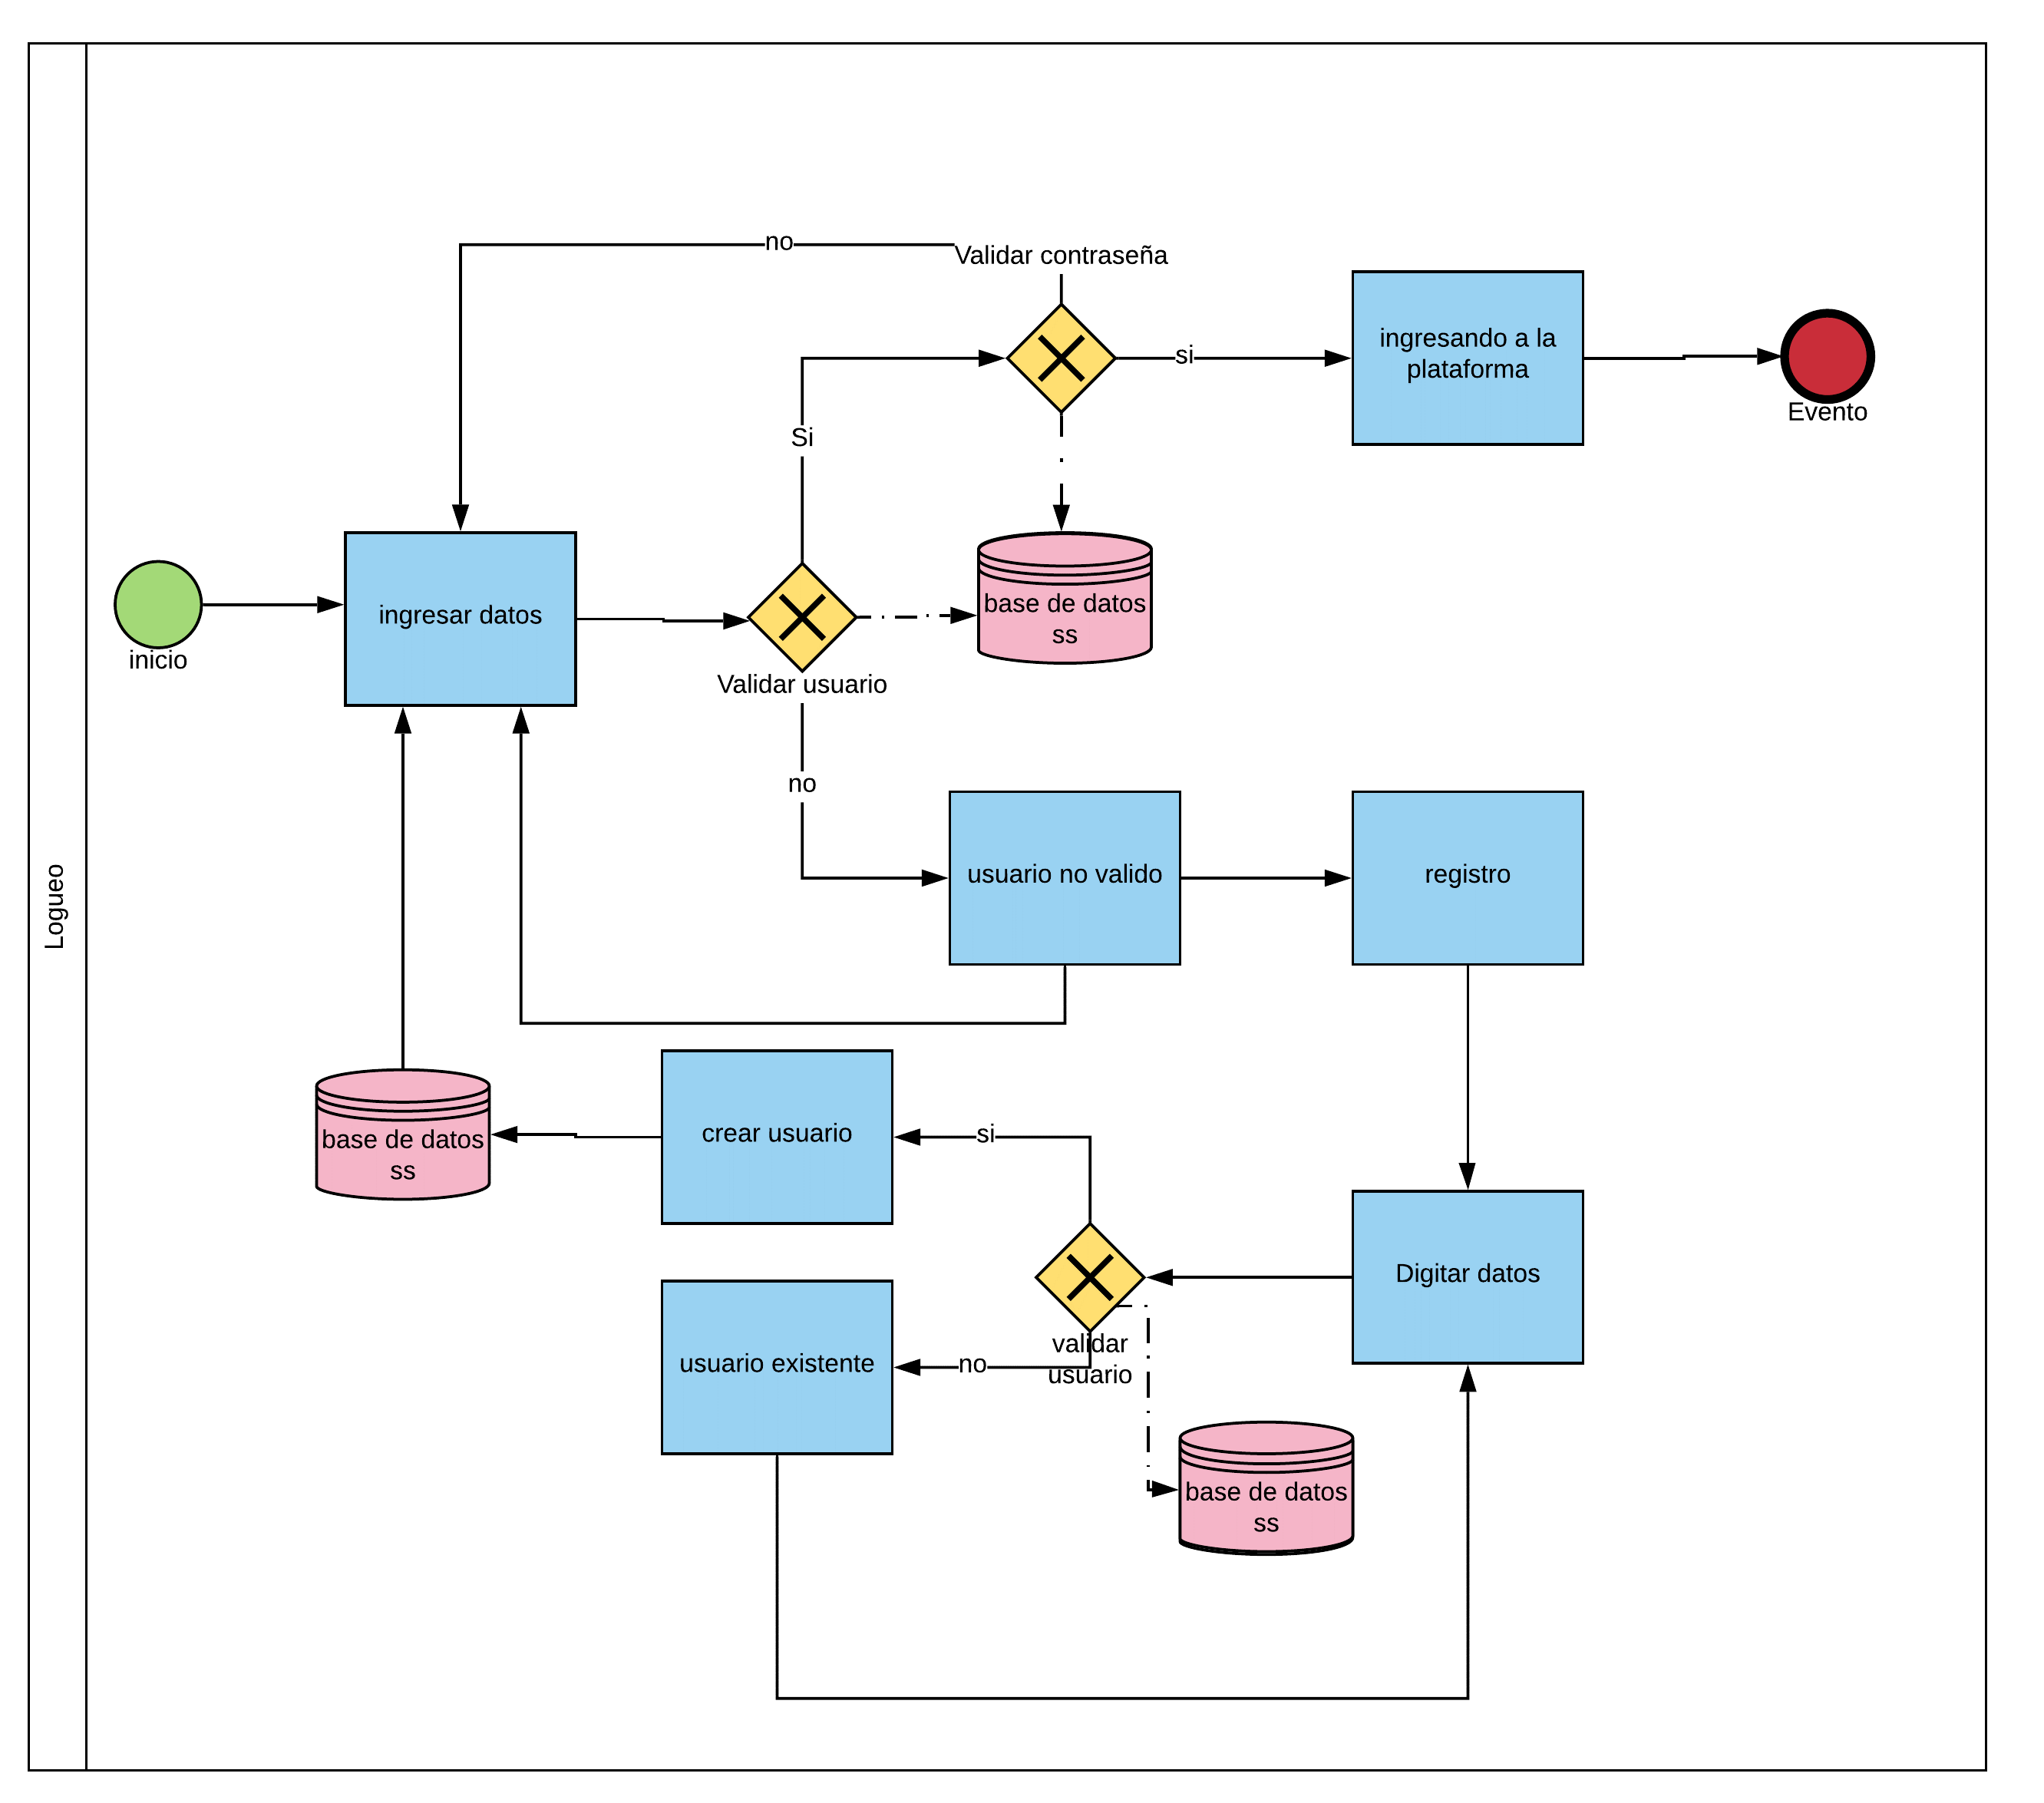 Logueo
no
Validar contraseña
si
ingresando a la
plataforma
Evento
Si
inicio
ingresar datos
Validar usuario
base de datos
ss
no
usuario no valido
registro
base de datos
ss
crear usuario
si
Digitar datos
usuario existente
no
validar
usuario
base de datos
ss